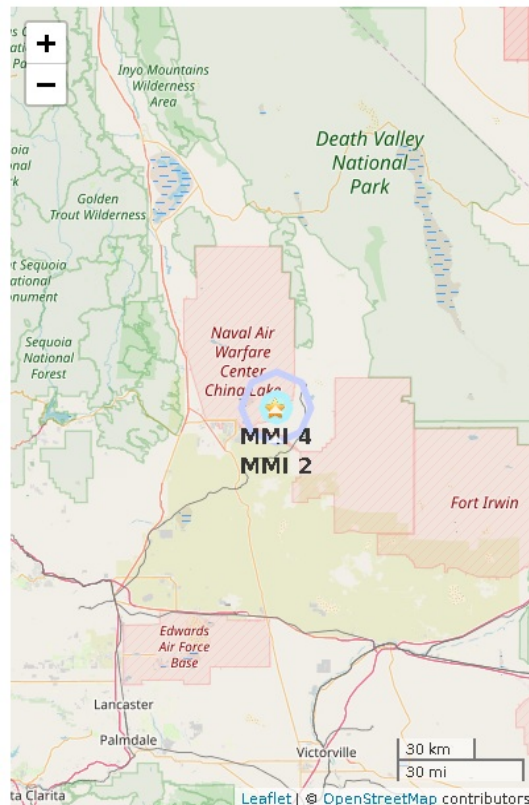 +
−
Inyo Mountains
Wilderness
Area
Death Valley
National
Park
Golden
Trout Wilderness
Naval Air
Warfare
Center
China Lake
Sequoia
National
Forest
MMI 4
MMI 2
Fort Irwin
Edwards
Air Force
Base
Lancaster
Palmdale
Victorville
30 km
30 mi
ta Clarita
Leaflet | © OpenStreetMap contributors